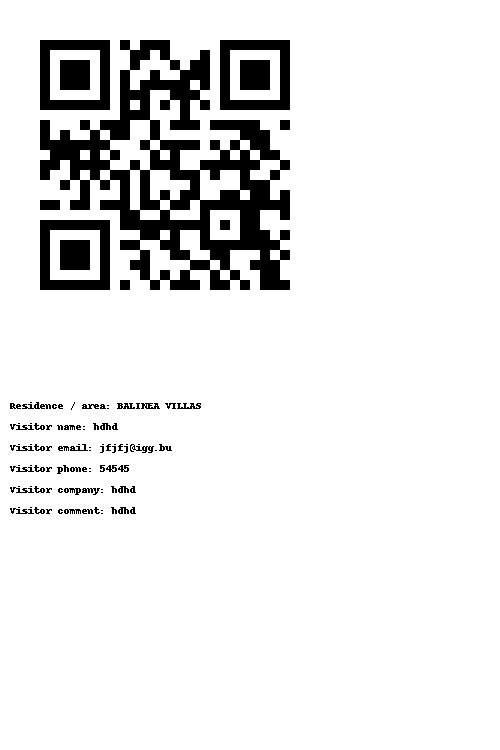 Residence / area: BALINEA VILLAS
Visitor name: hdhd
Visitor email: jfjfj@igg.bu
Visitor phone: 54545
Visitor company: hdhd
Visitor comment: hdhd